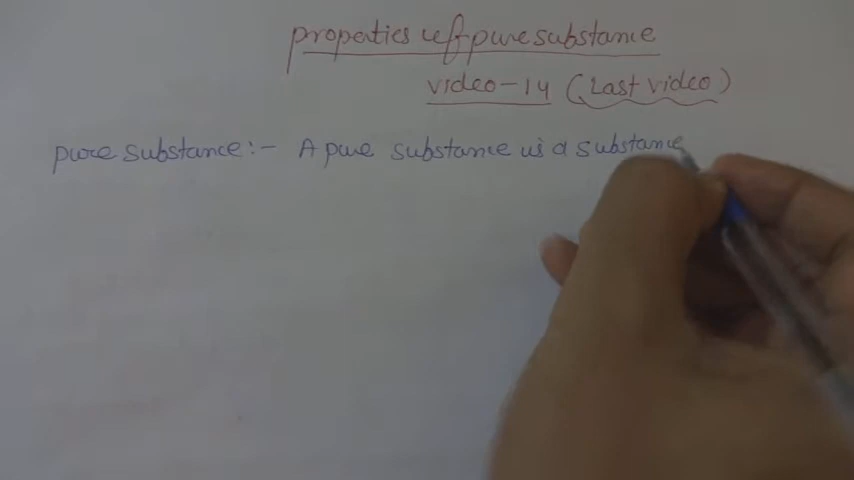 properties of pure substance
video-14 (Last video)
pure substance:- A pure substance is a substance